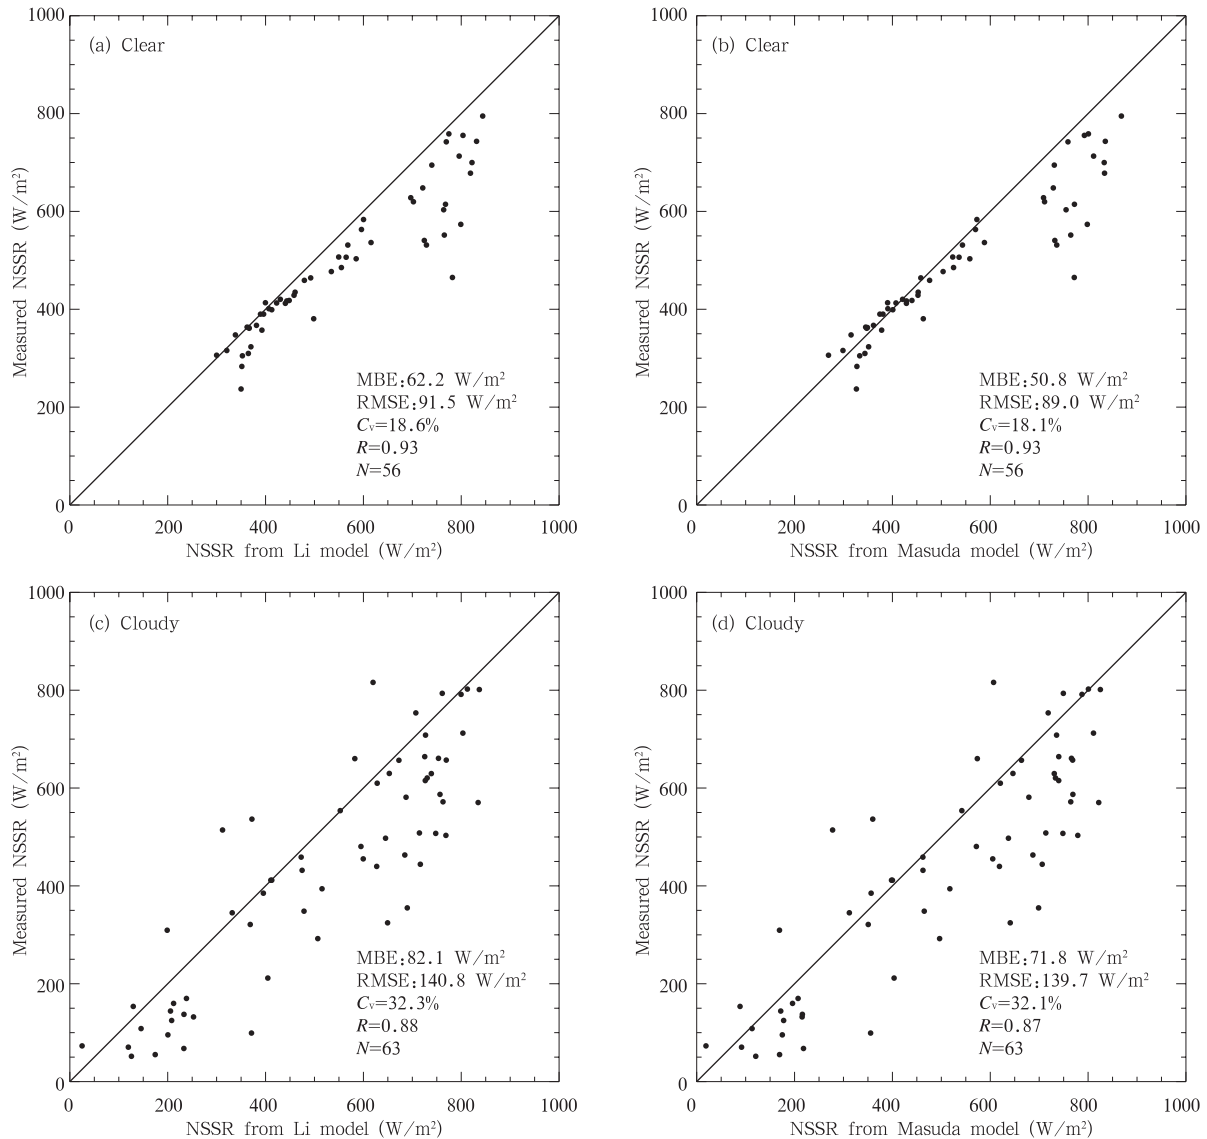 1000
800
600
400
200
0
Measured NSSR (W/m²)
(a) Clear
MBE:62.2 W/m²
RMSE:91.5 W/m²
Cv=18.6%
R=0.93
N=56
0 200 400 600 800 1000
NSSR from Li model (W/m²)
1000
800
600
400
200
0
Measured NSSR (W/m²)
(b) Clear
MBE:50.8 W/m²
RMSE:89.0 W/m²
Cv=18.1%
R=0.93
N=56
200 400 600 800 1000
NSSR from Masuda model (W/m²)
1000
800
600
400
200
0
Measured NSSR (W/m²)
(c) Cloudy
MBE:82.1 W/m²
RMSE:140.8 W/m²
Cv=32.3%
R=0.88
N=63
0 200 400 600 800 1000
NSSR from Li model (W/m²)
1000
800
600
400
200
0
Measured NSSR (W/m²)
(d) Cloudy
MBE:71.8 W/m²
RMSE:139.7 W/m²
Cv=32.1%
R=0.87
N=63
0 200 400 600 800 1000
NSSR from Masuda model (W/m²)